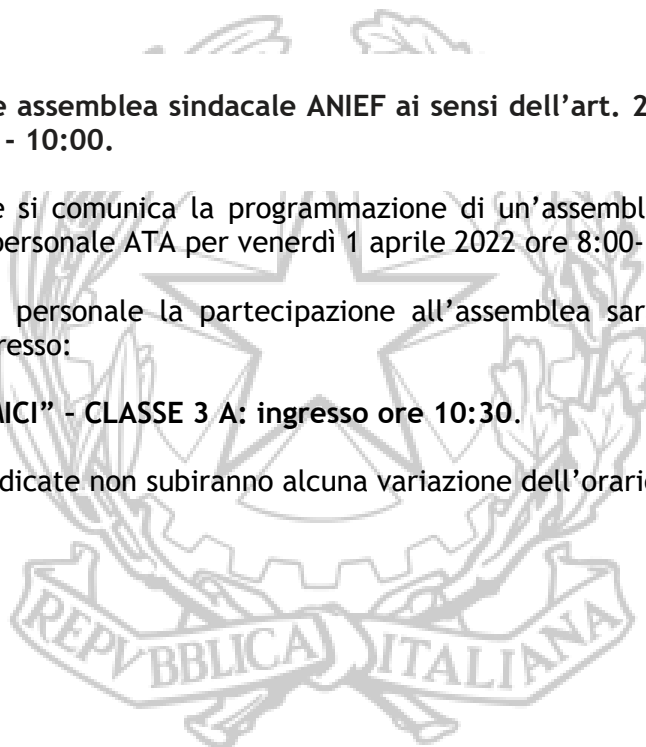 e assemblea sindacale ANIEF ai sensi dell’art. 2
- 10:00.
e si comunica la programmazione di un’assembl
personale ATA per venerdì 1 aprile 2022 ore 8:00-
personale la partecipazione all’assemblea sar
resso:
MICI” – CLASSE 3 A: ingresso ore 10:30.
dicate non subiranno alcuna variazione dell’orari
REPVBBLICA ITALIANA